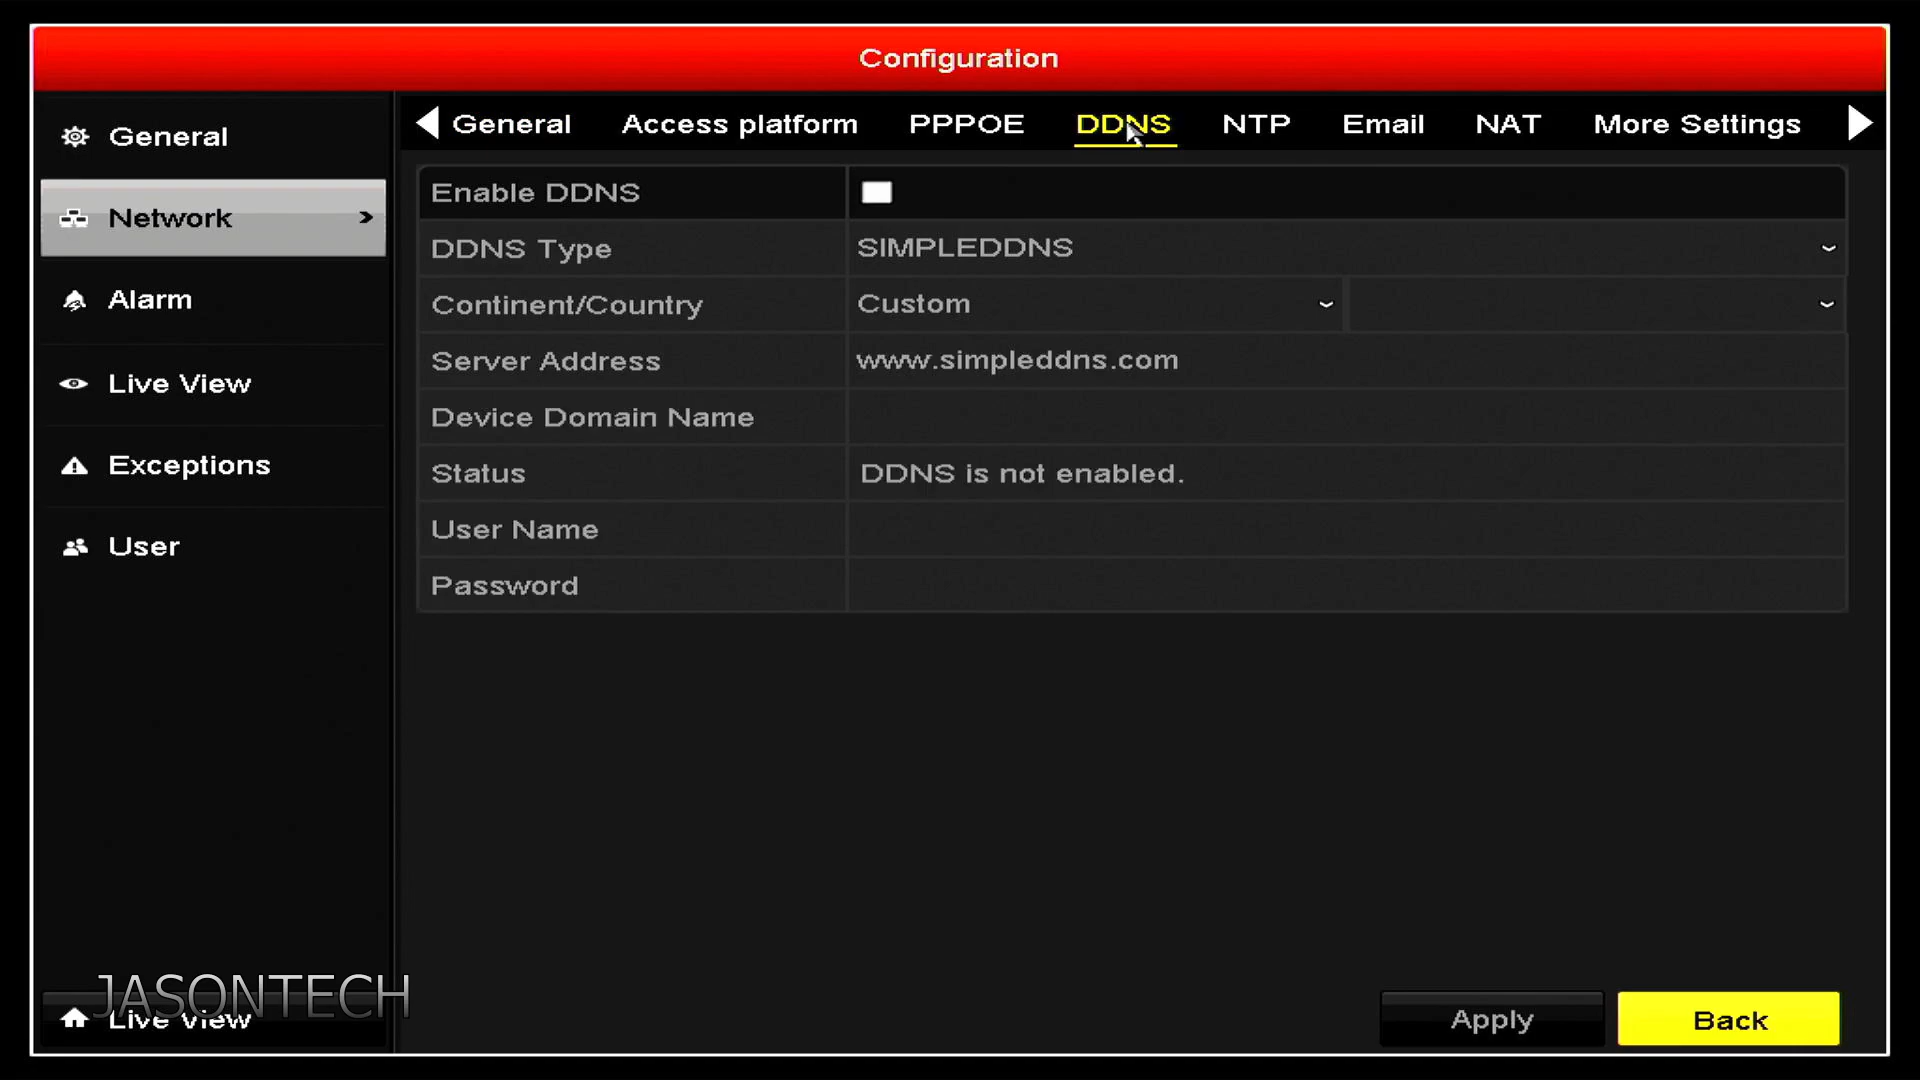 Configuration
General
Network
Alarm
Live View
Exceptions
User
Live View
JASONTECH
General Access platform PPPOE DDNS NTP Email NAT More Settings
Enable DDNS
DDNS Type SIMPLEDDNS
Continent/Country Custom
Server Address www.simpleddns.com
Device Domain Name
Status DDNS is not enabled.
User Name
Password
Apply Back